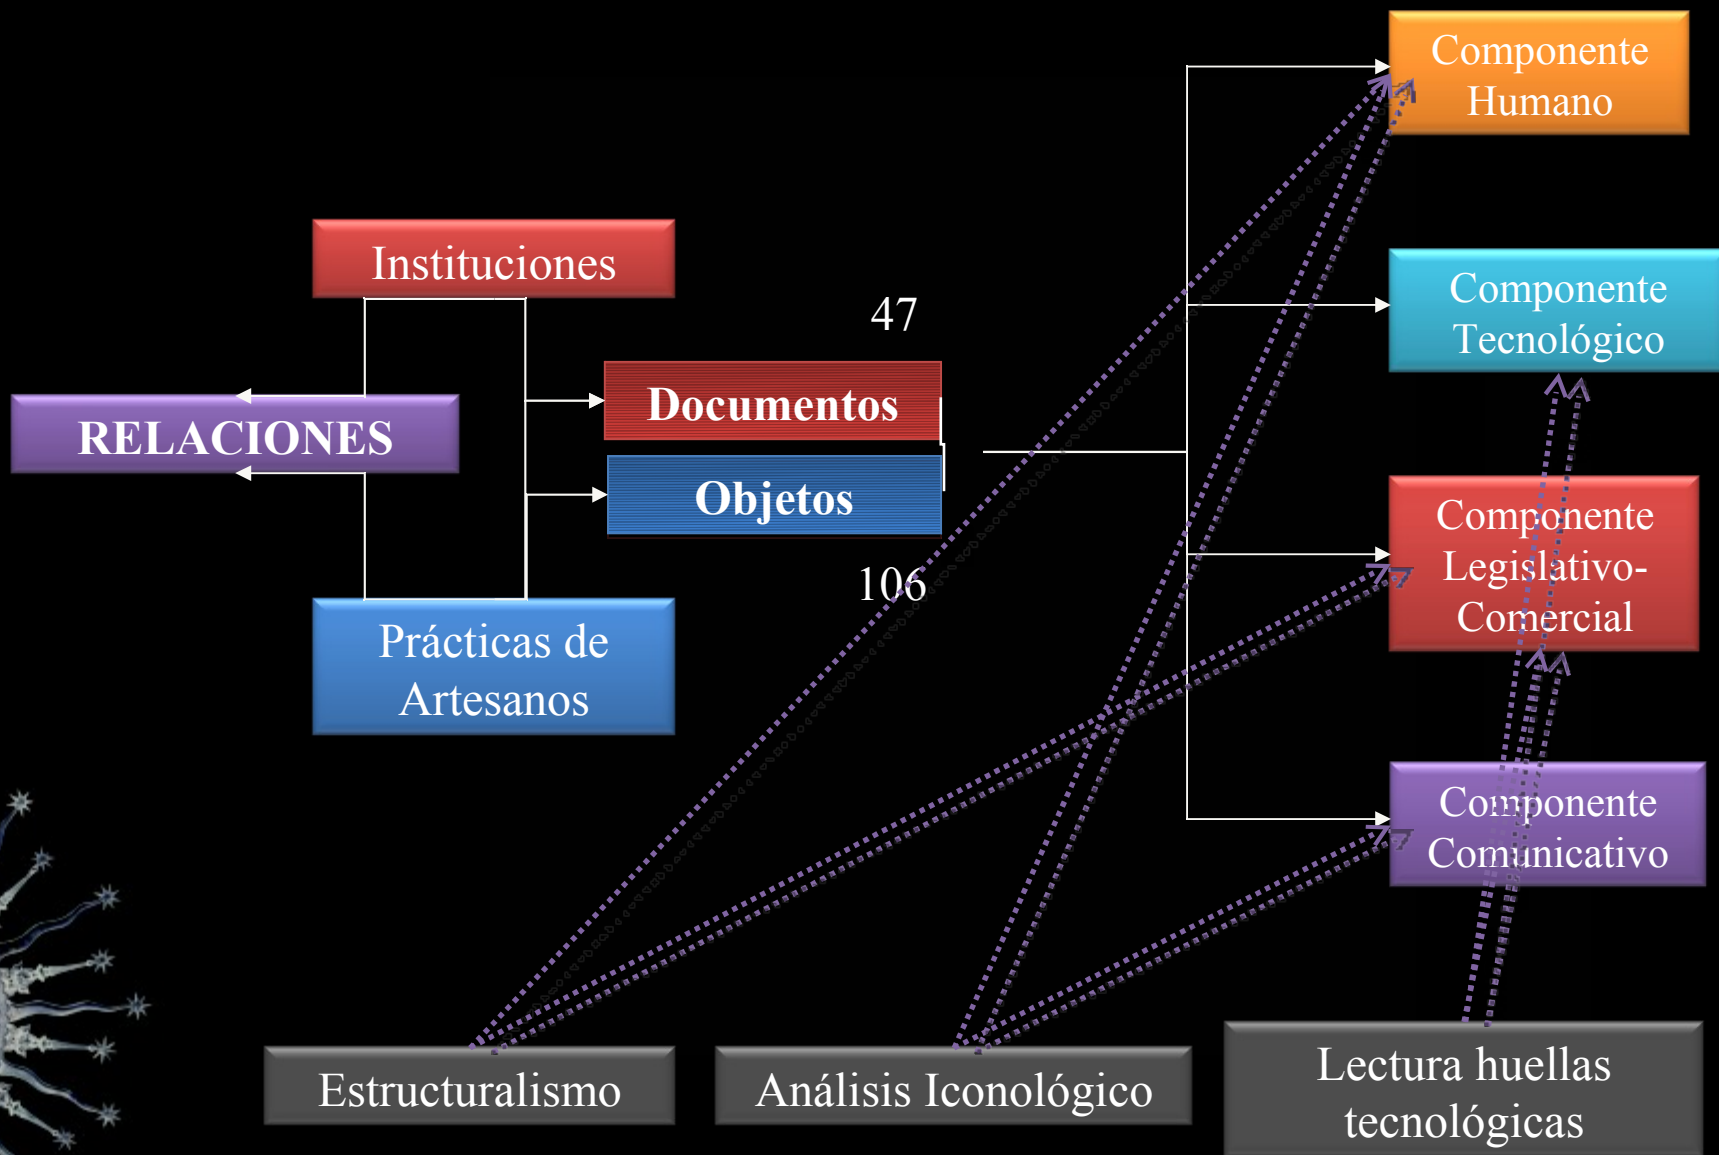 Componente
Humano
Instituciones
47
Componente
Tecnológico
Documentos
RELACIONES
Objetos
Componente
Legislativo-
Comercial
106
Prácticas de
Artesanos
Componente
Comunicativo
Estructuralismo
Análisis Iconológico
Lectura huellas
tecnológicas